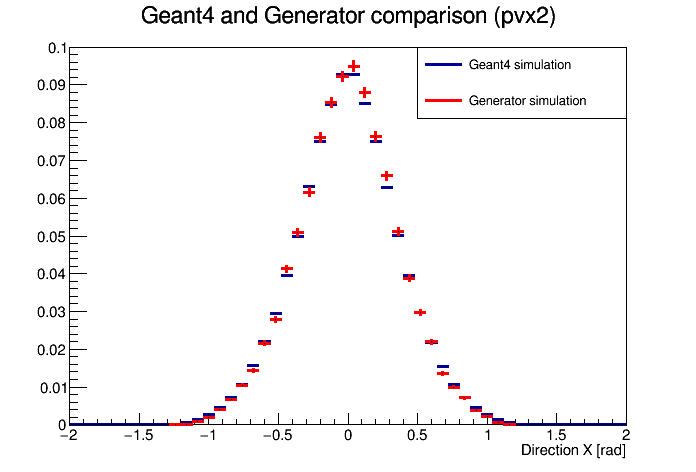 Geant4 and Generator comparison (pvx2)
0.1
Geant4 simulation
0.09
Generator simulation
0.08
0.07
0.06
0.05
0.04
0.03
0.02
0.01
0
−2 −1.5 −1 −0.5 0 0.5 1 1.5 2
Direction X [rad]